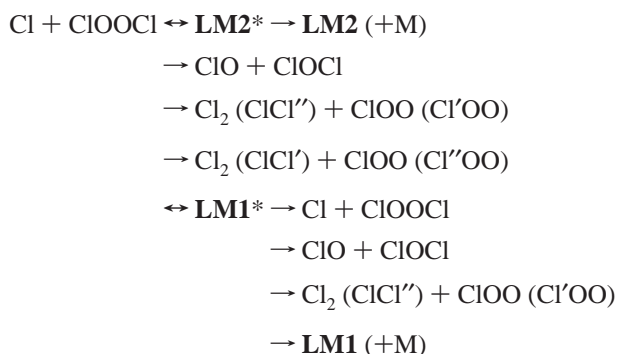 Cl + ClOOCl ↔ LM2* → LM2 (+M)
→ ClO + ClOCl
→ Cl₂ (ClCl′′) + ClOO (Cl′OO)
→ Cl₂ (ClCl′) + ClOO (Cl′′OO)
↔ LM1* → Cl + ClOOCl
→ ClO + ClOCl
→ Cl₂ (ClCl′′) + ClOO (Cl′OO)
→ LM1 (+M)